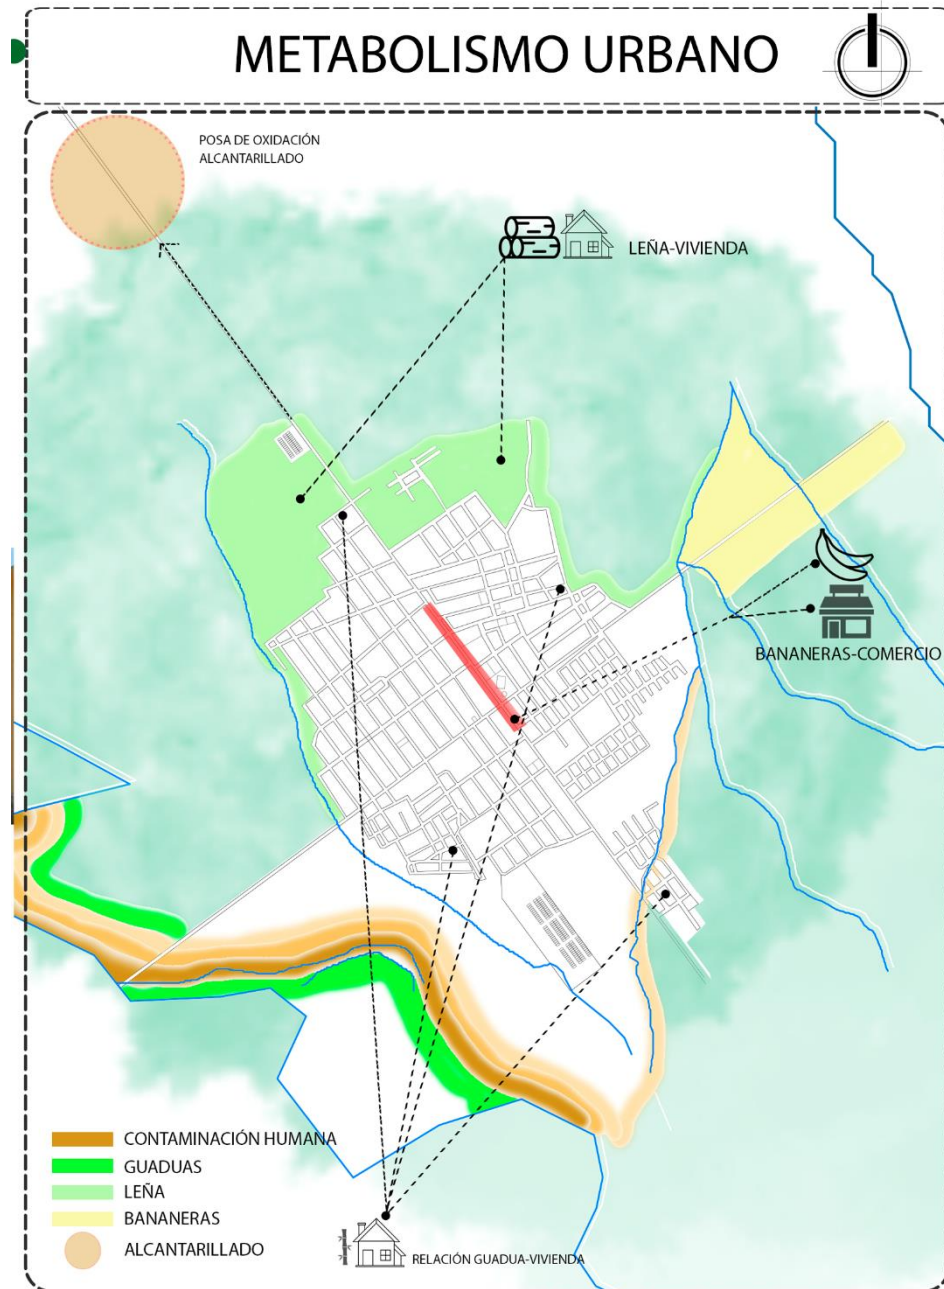 METABOLISMO URBANO
POSA DE OXIDACIÓN
ALCANTARILLADO
LEÑA-VIVIENDA
BANANERAS-COMERCIO
CONTAMINACIÓN HUMANA
GUADUAS
LEÑA
BANANERAS
ALCANTARILLADO
RELACIÓN GUADUA-VIVIENDA